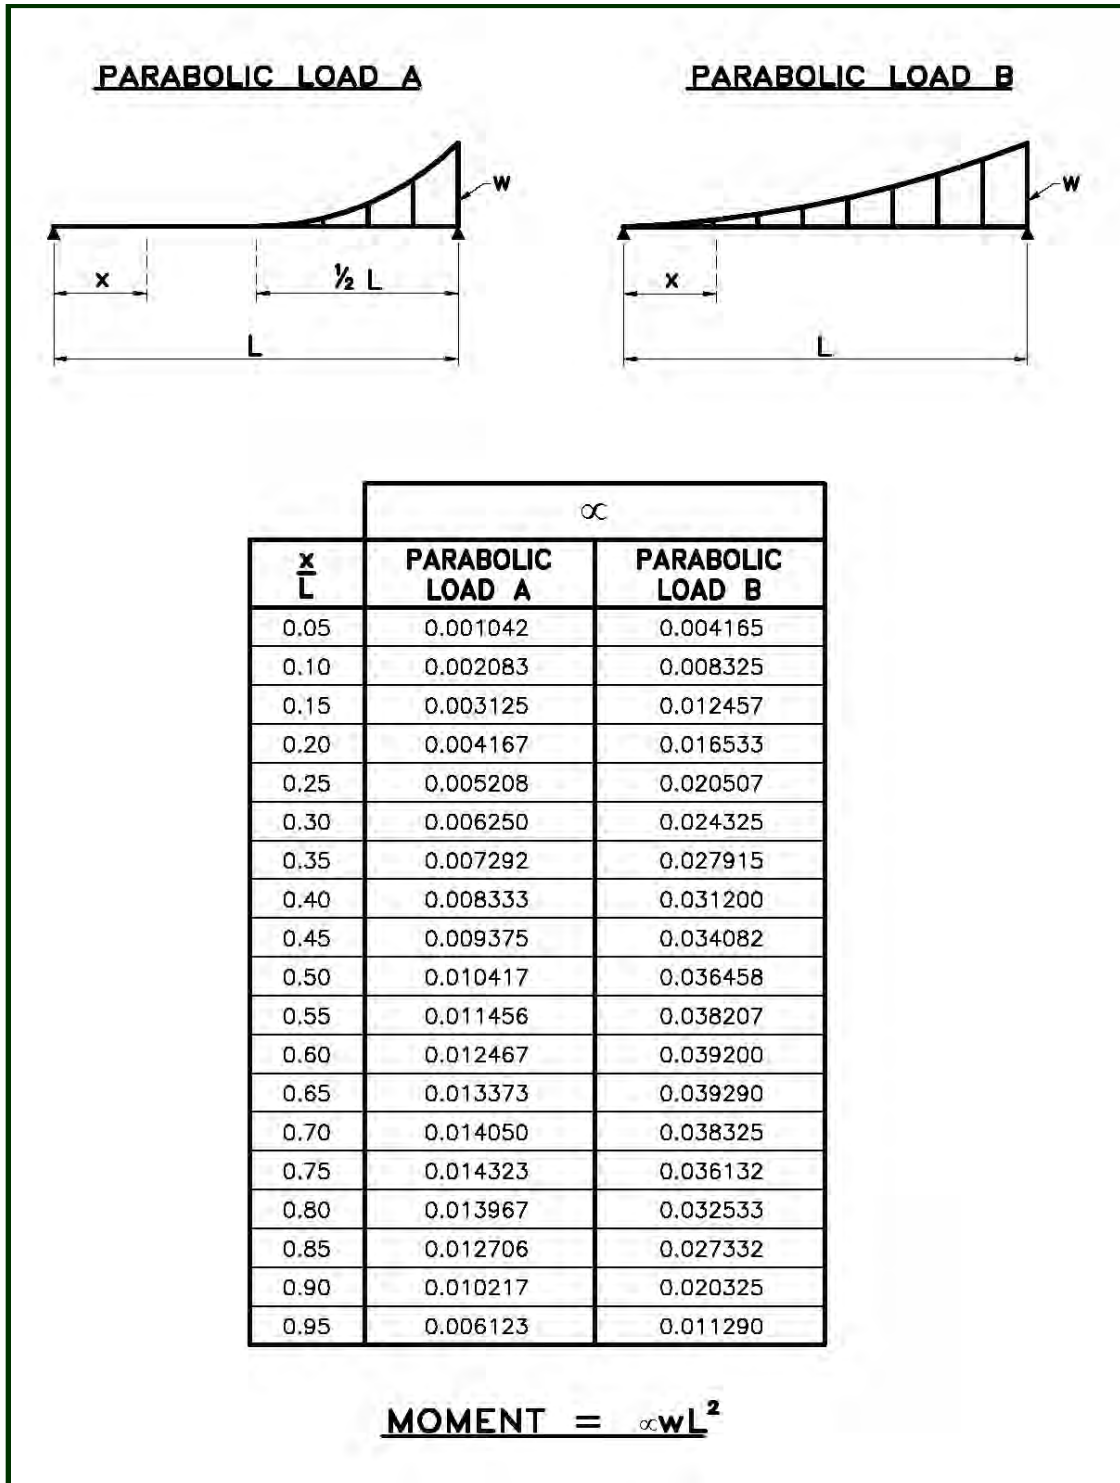 PARABOLIC LOAD A
PARABOLIC LOAD B
w
w
x
½ L
x
L
L
∝
x/L
PARABOLIC LOAD A
PARABOLIC LOAD B
0.05 0.001042 0.004165
0.10 0.002083 0.008325
0.15 0.003125 0.012457
0.20 0.004167 0.016533
0.25 0.005208 0.020507
0.30 0.006250 0.024325
0.35 0.007292 0.027915
0.40 0.008333 0.031200
0.45 0.009375 0.034082
0.50 0.010417 0.036458
0.55 0.011456 0.038207
0.60 0.012467 0.039200
0.65 0.013373 0.039290
0.70 0.014050 0.038325
0.75 0.014323 0.036132
0.80 0.013967 0.032533
0.85 0.012706 0.027332
0.90 0.010217 0.020325
0.95 0.006123 0.011290
MOMENT = ∝wL²